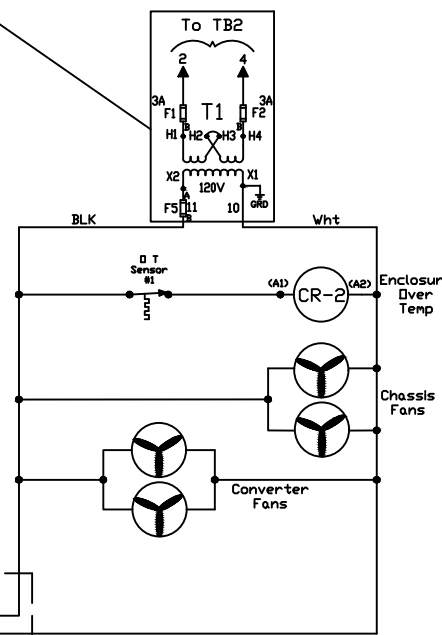 To TB2
2 4
3A 3A
F1 T1 F2
B B
H1 H2 H3 H4
X2 X1
120V
A
F5 11 10 GRD
B
BLK Wht
O T
Sensor
#1
(A1) CR-2 (A2)
Enclosur
Over
Temp
Chassis
Fans
Converter
Fans